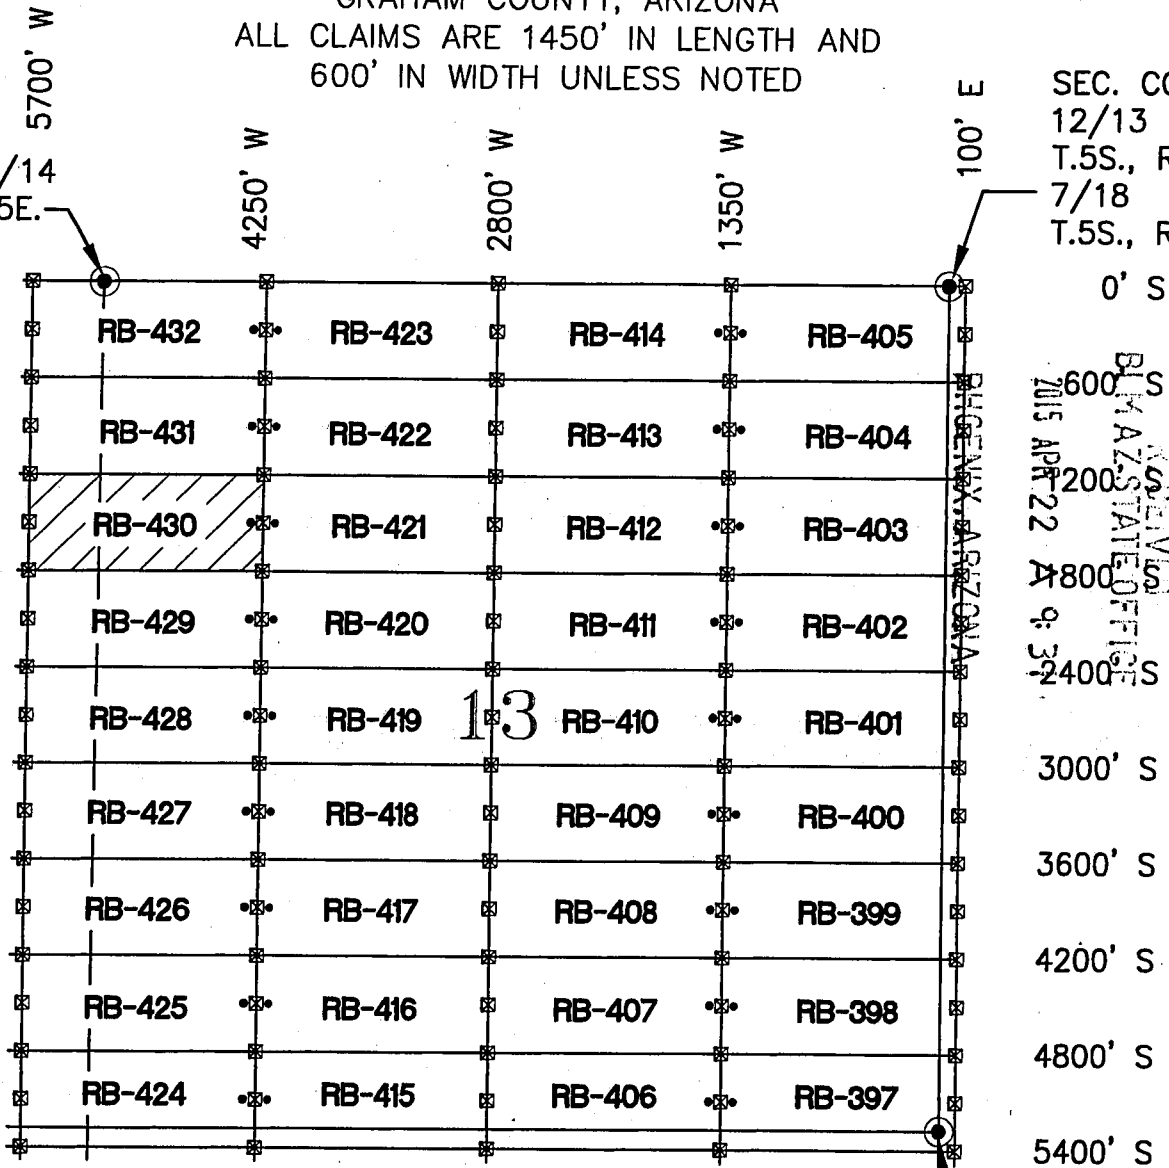 GRAHAM COUNTY, ARIZONA
ALL CLAIMS ARE 1450' IN LENGTH AND
600' IN WIDTH UNLESS NOTED
5700' W
4250' W
2800' W
1350' W
100' E
/14
5E.
SEC.
12/13
T.5S.,
7/18
T.5S.,
0' S
RB-432 RB-423 RB-414 RB-405
600' S
RB-431 RB-422 RB-413 RB-404
1200' S
RB-430 RB-421 RB-412 RB-403
1800' S
RB-429 RB-420 RB-411 RB-402
2400' S
RB-428 RB-419 RB-410 RB-401
13
3000' S
RB-427 RB-418 RB-409 RB-400
3600' S
RB-426 RB-417 RB-408 RB-399
4200' S
RB-425 RB-416 RB-407 RB-398
4800' S
RB-424 RB-415 RB-406 RB-397
5400' S
BLM AZ STATE OFFICE
2015 APR 22 A 9:
PHOENIX, ARIZONA